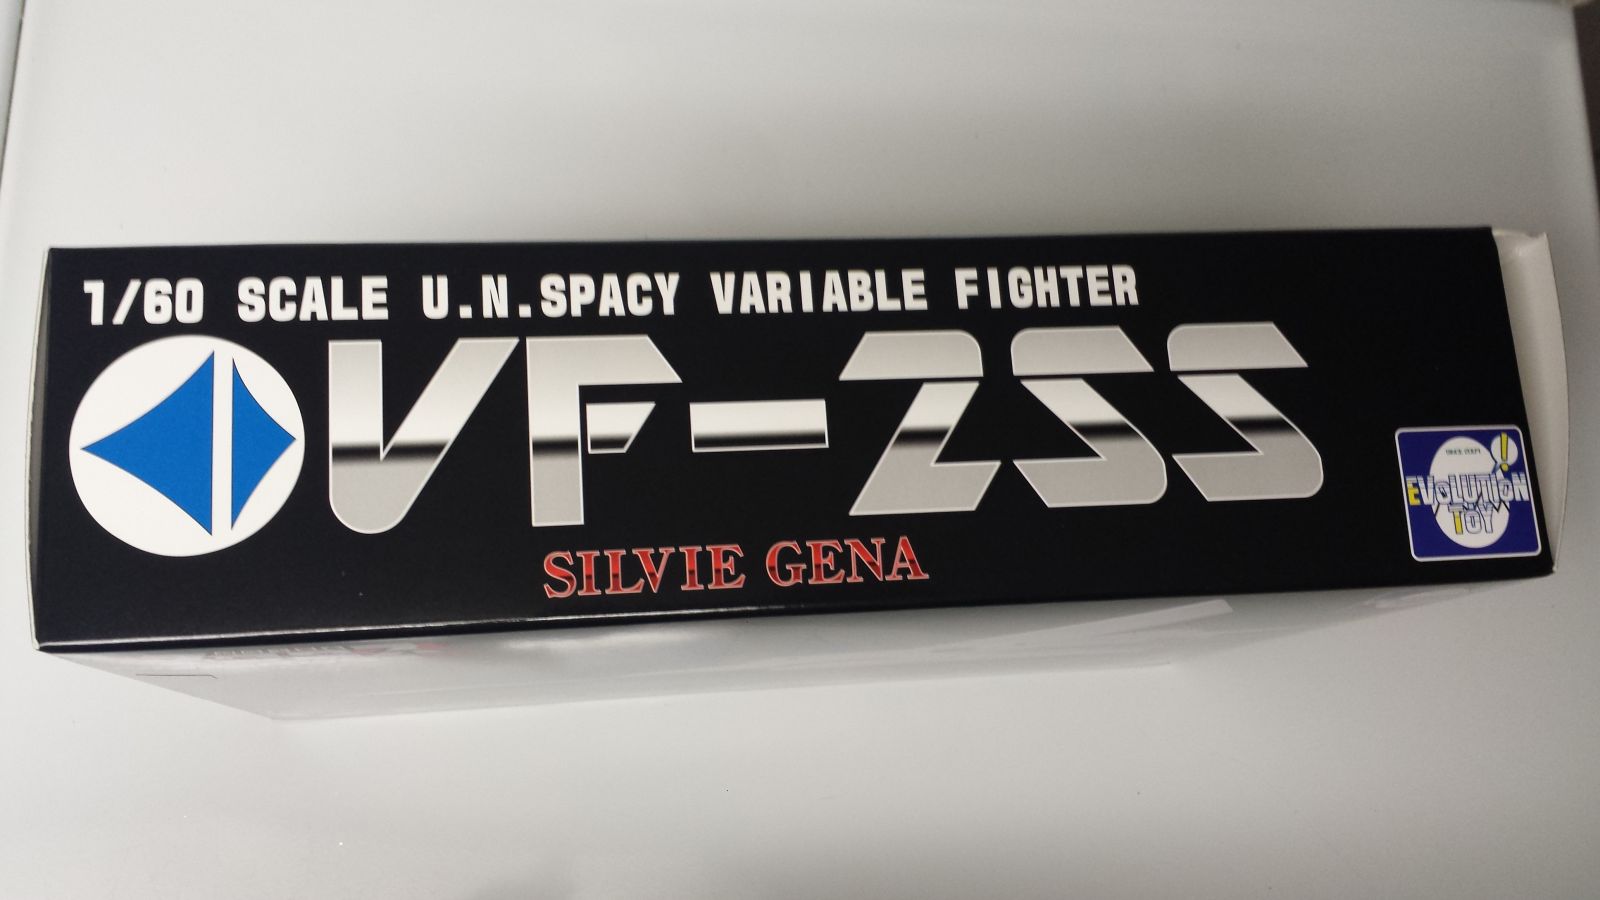 1/60 SCALE U.N.SPACY VARIABLE FIGHTER
VF-2SS
SILVIE GENA
EVOLUTION
TOY